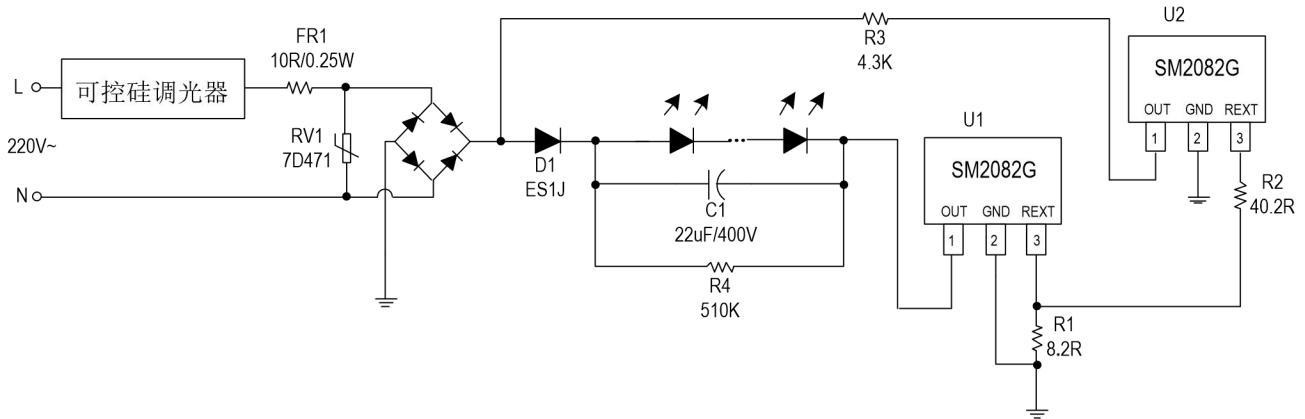 FR1
10R/0.25W
L
可控硅调光器
220V~
N
RV1
7D471
D1
ES1J
C1
22uF/400V
R4
510K
R3
4.3K
U1
SM2082G
OUT GND REXT
1 2 3
R1
8.2R
U2
SM2082G
OUT GND REXT
1 2 3
R2
40.2R